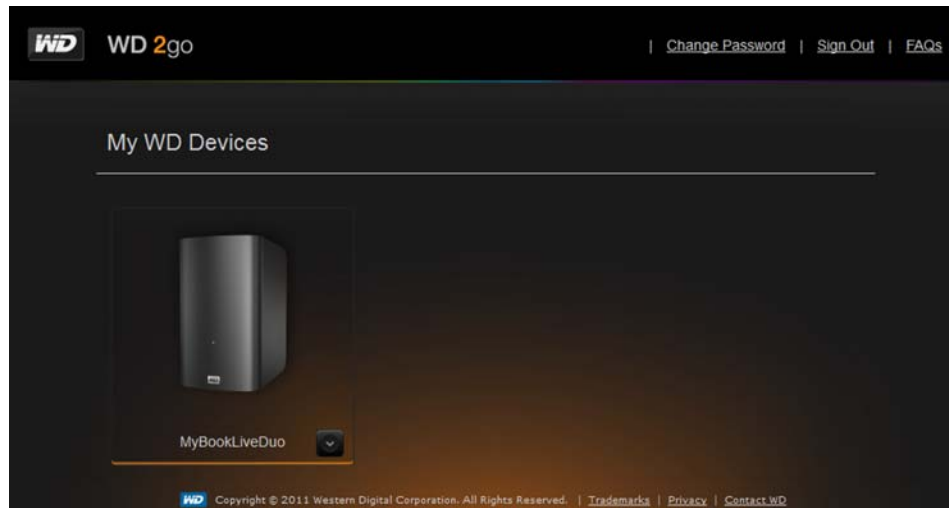 WD WD 2go | Change Password | Sign Out | FAQs
My WD Devices
WD
MyBookLiveDuo
WD Copyright © 2011 Western Digital Corporation. All Rights Reserved. | Trademarks | Privacy | Contact WD